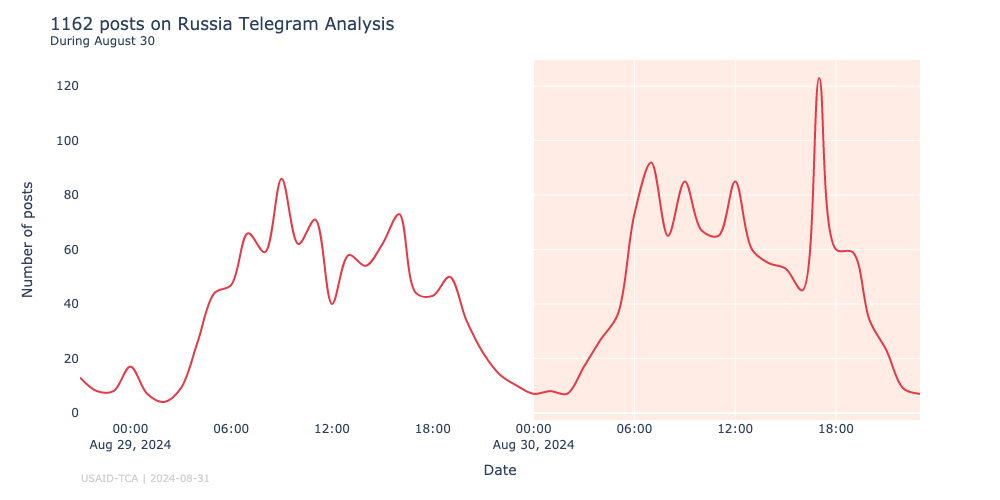 1162 posts on Russia Telegram Analysis
During August 30
Number of posts
120
100
80
60
40
20
0
00:00 06:00 12:00 18:00 00:00 06:00 12:00 18:00
Aug 29, 2024 Aug 30, 2024
Date
USAID-TCA | 2024-08-31